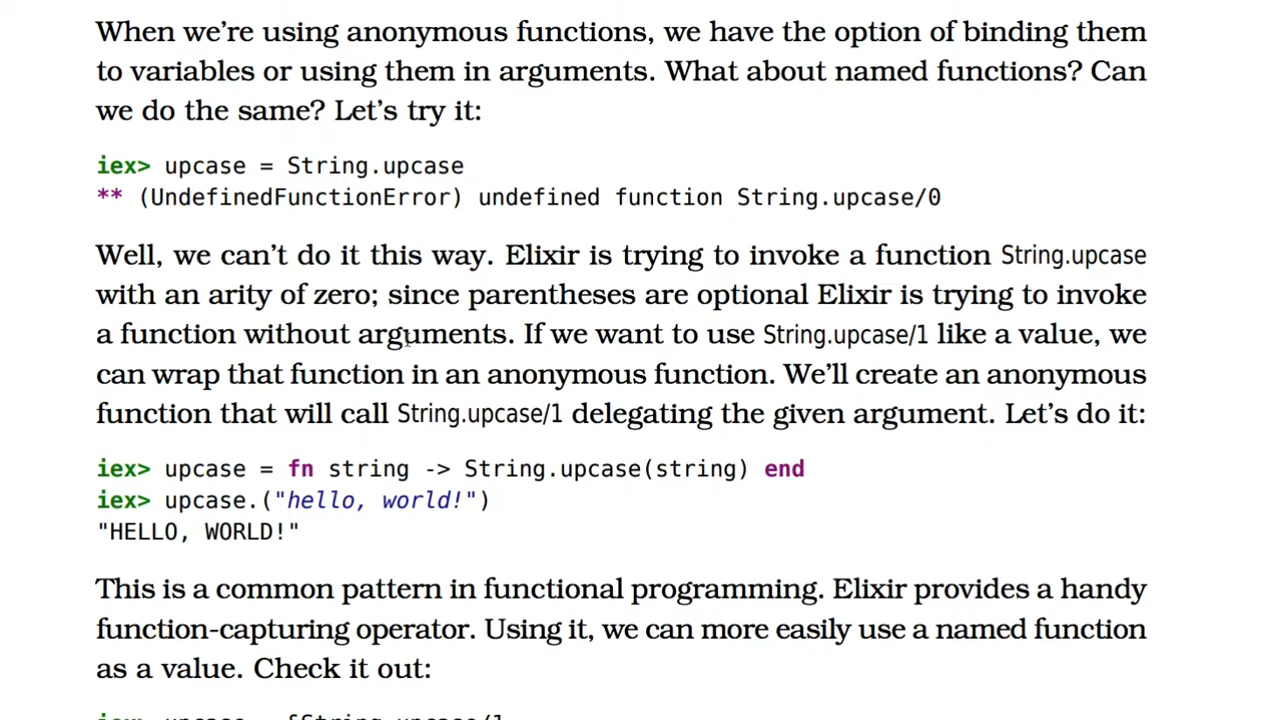 When we're using anonymous functions, we have the option of binding them
to variables or using them in arguments. What about named functions? Can
we do the same? Let's try it:
iex> upcase = String.upcase
** (UndefinedFunctionError) undefined function String.upcase/0
Well, we can't do it this way. Elixir is trying to invoke a function String.upcase
with an arity of zero; since parentheses are optional Elixir is trying to invoke
a function without arguments. If we want to use String.upcase/1 like a value, we
can wrap that function in an anonymous function. We'll create an anonymous
function that will call String.upcase/1 delegating the given argument. Let's do it:
iex> upcase = fn string -> String.upcase(string) end
iex> upcase.("hello, world!")
"HELLO, WORLD!"
This is a common pattern in functional programming. Elixir provides a handy
function-capturing operator. Using it, we can more easily use a named function
as a value. Check it out:
iex> upcase = &String.upcase/1